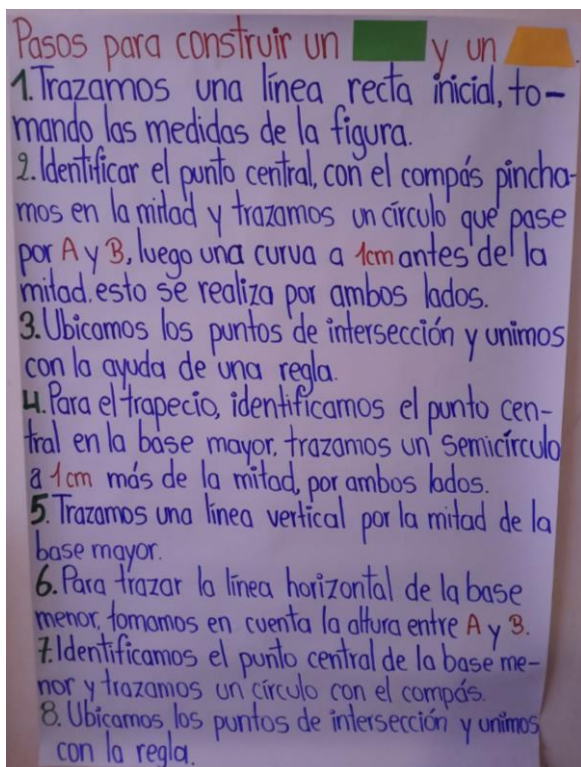 Pasos para construir un y un .
1. Trazamos una línea recta inicial, to-
mando las medidas de la figura.
2. Identificar el punto central, con el compás pincha-
mos en la mitad y trazamos un círculo que pase
por A y B, luego una curva a 1cm antes de la
mitad. esto se realiza por ambos lados.
3. Ubicamos los puntos de intersección y unimos
con la ayuda de una regla.
4. Para el trapecio, identificamos el punto cen-
tral en la base mayor. trazamos un semicírculo
a 1cm más de la mitad, por ambos lados.
5. Trazamos una línea vertical por la mitad de la
base mayor.
6. Para trazar la línea horizontal de la base
menor, tomamos en cuenta la altura entre A y B.
7. Identificamos el punto central de la base me-
nor y trazamos un círculo con el compás.
8. Ubicamos los puntos de intersección y unimos
con la regla.